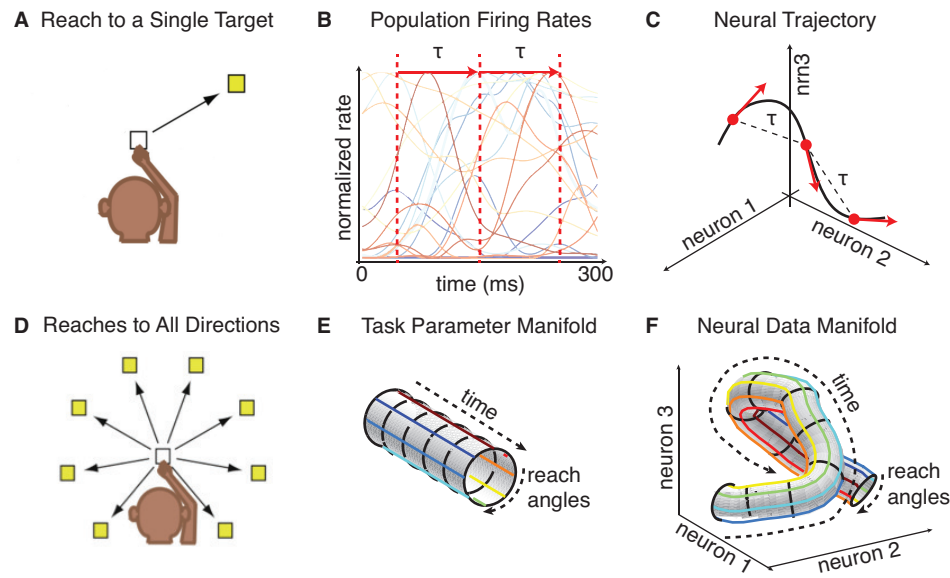 A Reach to a Single Target
B Population Firing Rates
τ τ
normalized rate
0
300
time (ms)
C Neural Trajectory
nrn3
τ
τ
neuron 1
neuron 2
D Reaches to All Directions
E Task Parameter Manifold
time
reach
angles
F Neural Data Manifold
neuron 3
time
reach
angles
neuron 1
neuron 2